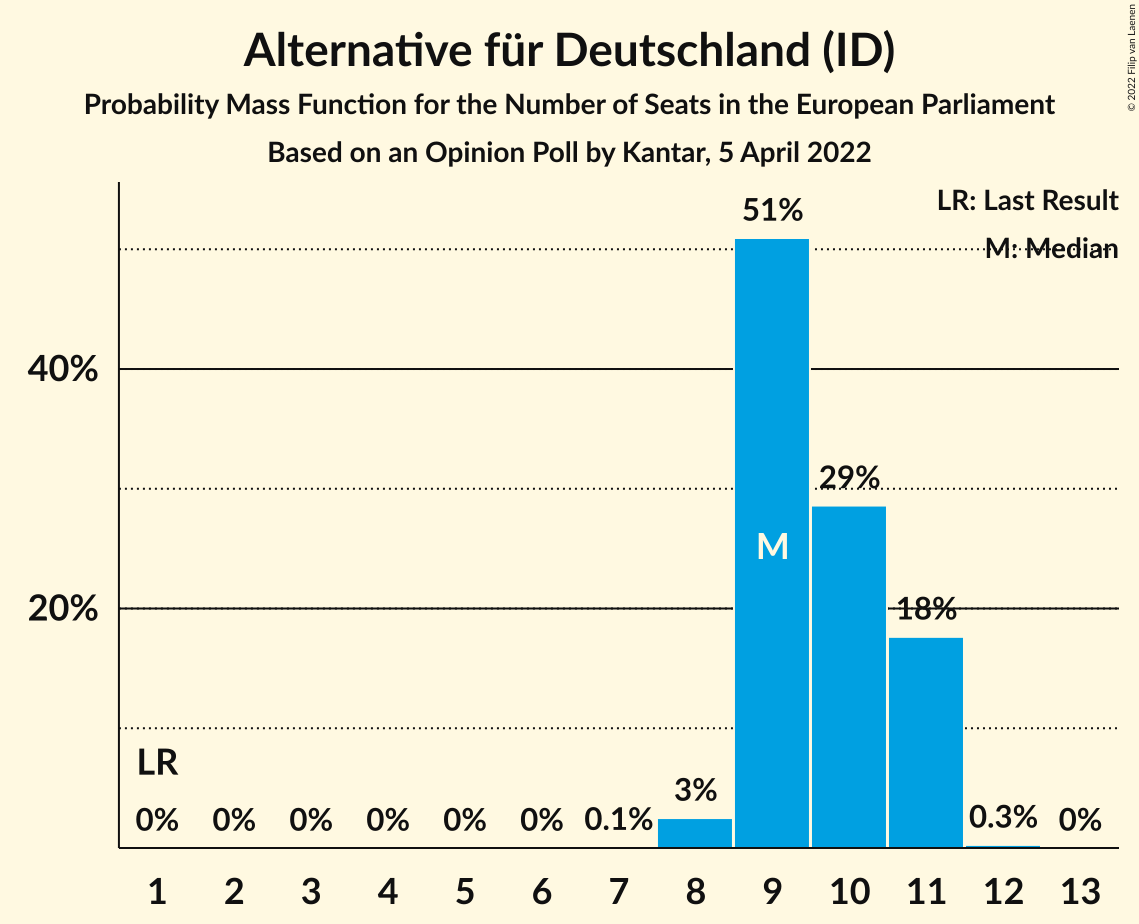 Alternative für Deutschland (ID)
Probability Mass Function for the Number of Seats in the European Parliament
Based on an Opinion Poll by Kantar, 5 April 2022
© 2022 Filip van Laenen
LR: Last Result
M: Median
51%
40%
29%
M
20%
18%
LR
3%
0% 0% 0% 0% 0% 0% 0.1% 0.3% 0%
1 2 3 4 5 6 7 8 9 10 11 12 13